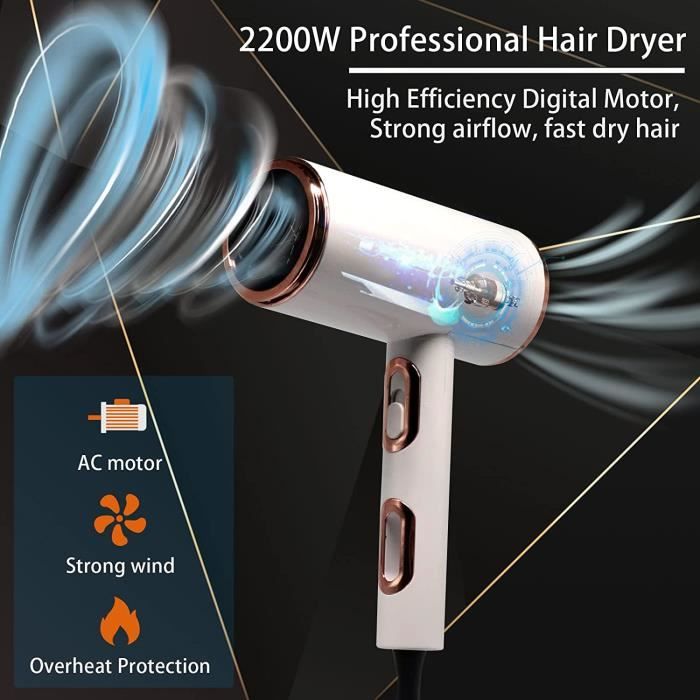 2200W Professional Hair Dryer
High Efficiency Digital Motor,
Strong airflow, fast dry hair
AC motor
Strong wind
Overheat Protection